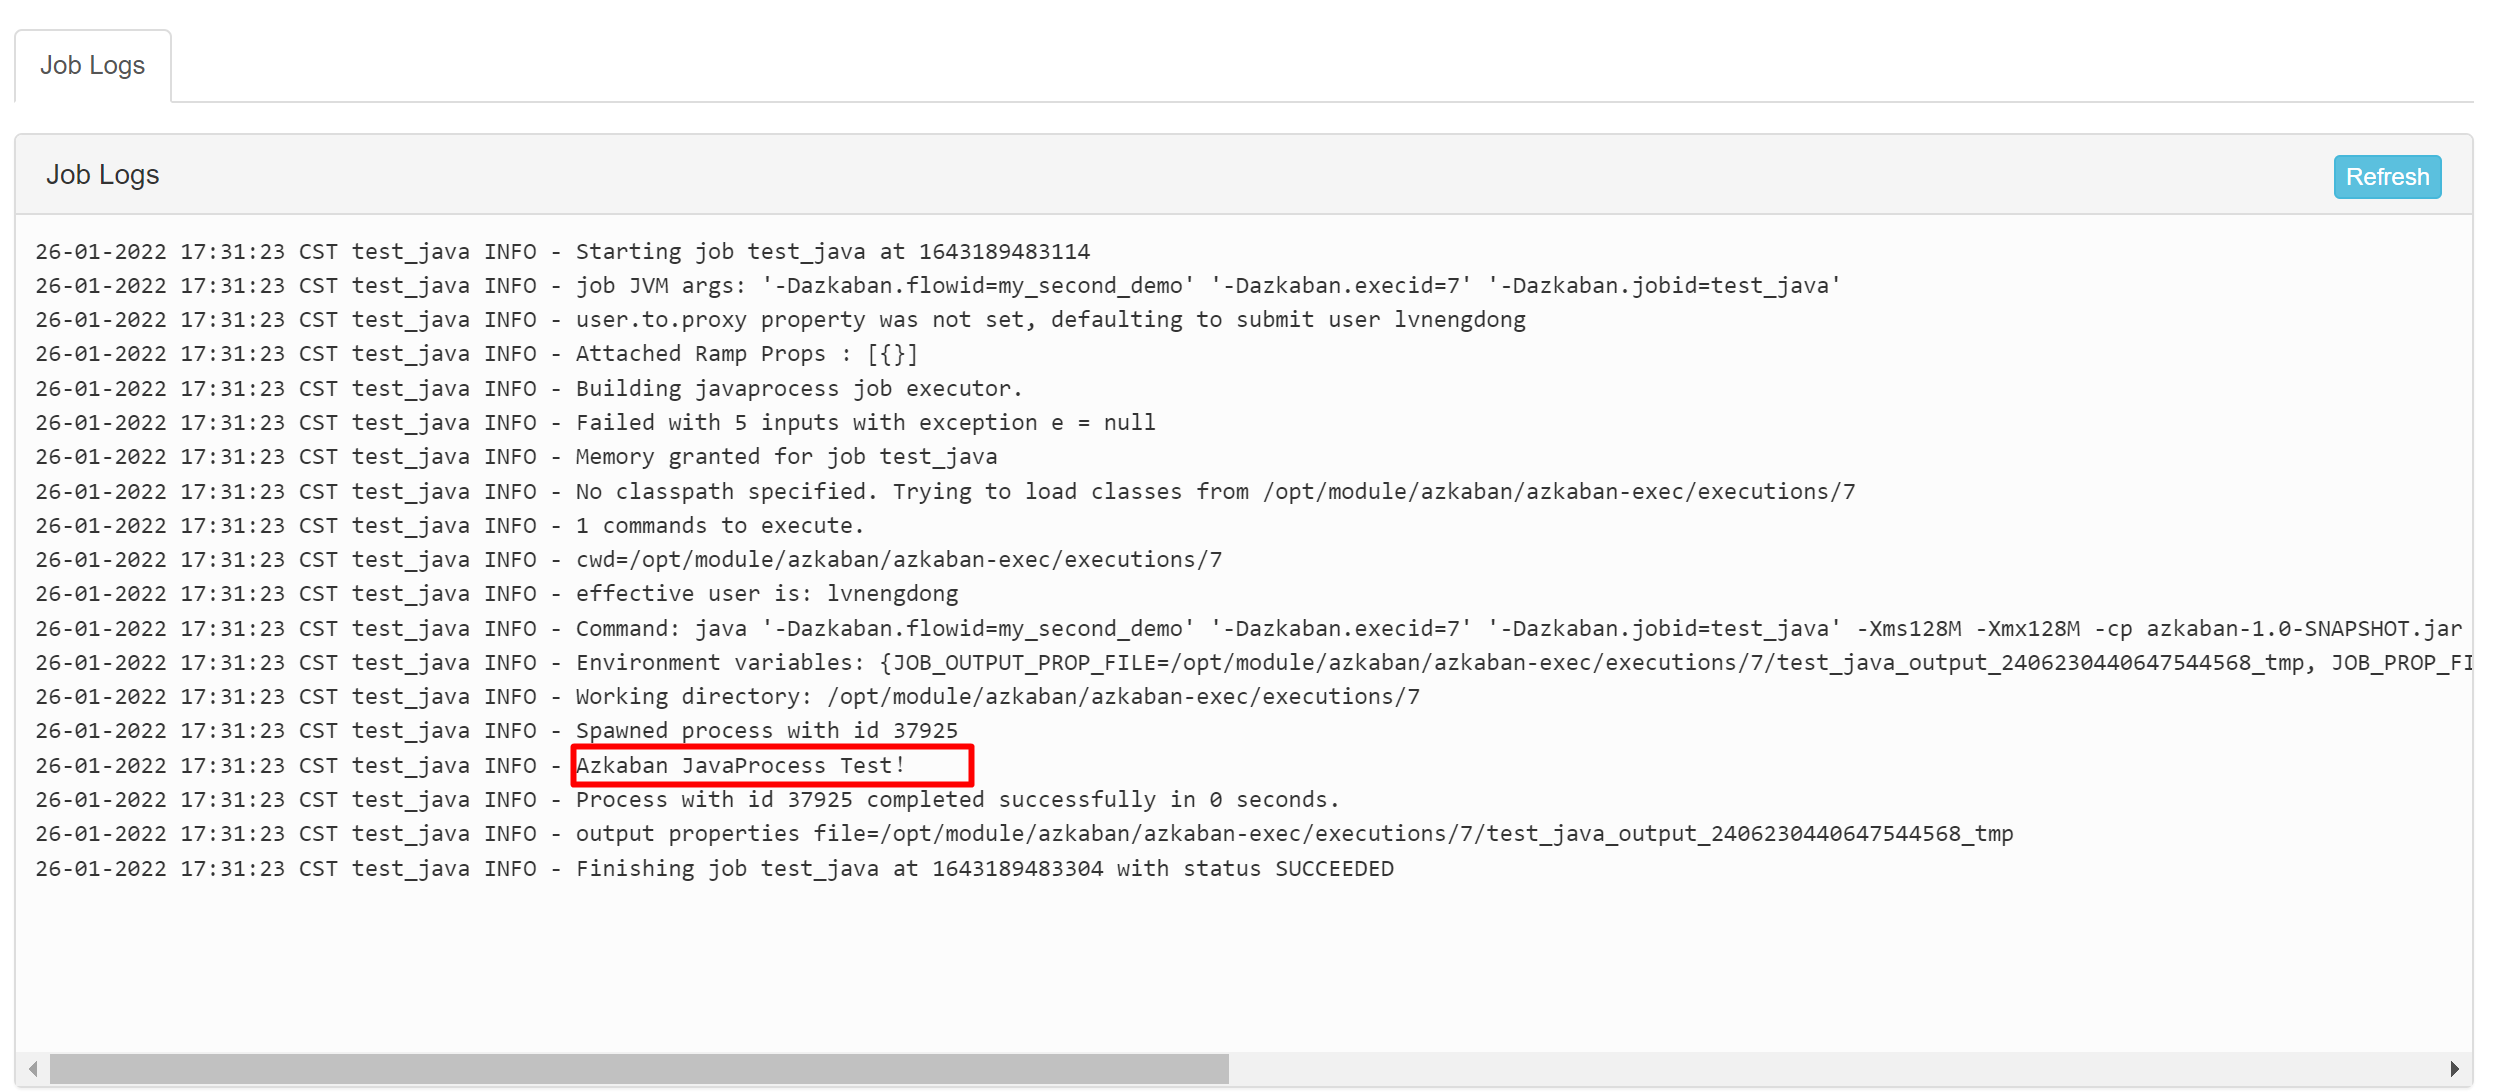 Job Logs
Job Logs
Refresh
26-01-2022 17:31:23 CST test_java INFO - Starting job test_java at 1643189483114
26-01-2022 17:31:23 CST test_java INFO - job JVM args: '-Dazkaban.flowid=my_second_demo' '-Dazkaban.execid=7' '-Dazkaban.jobid=test_java'
26-01-2022 17:31:23 CST test_java INFO - user.to.proxy property was not set, defaulting to submit user lvnengdong
26-01-2022 17:31:23 CST test_java INFO - Attached Ramp Props : [{}]
26-01-2022 17:31:23 CST test_java INFO - Building javaprocess job executor.
26-01-2022 17:31:23 CST test_java INFO - Failed with 5 inputs with exception e = null
26-01-2022 17:31:23 CST test_java INFO - Memory granted for job test_java
26-01-2022 17:31:23 CST test_java INFO - No classpath specified. Trying to load classes from /opt/module/azkaban/azkaban-exec/executions/7
26-01-2022 17:31:23 CST test_java INFO - 1 commands to execute.
26-01-2022 17:31:23 CST test_java INFO - cwd=/opt/module/azkaban/azkaban-exec/executions/7
26-01-2022 17:31:23 CST test_java INFO - effective user is: lvnengdong
26-01-2022 17:31:23 CST test_java INFO - Command: java '-Dazkaban.flowid=my_second_demo' '-Dazkaban.execid=7' '-Dazkaban.jobid=test_java' -Xms128M -Xmx128M -cp azkaban-1.0-SNAPSHOT.jar
26-01-2022 17:31:23 CST test_java INFO - Environment variables: {JOB_OUTPUT_PROP_FILE=/opt/module/azkaban/azkaban-exec/executions/7/test_java_output_2406230440647544568_tmp, JOB_PROP_FI
26-01-2022 17:31:23 CST test_java INFO - Working directory: /opt/module/azkaban/azkaban-exec/executions/7
26-01-2022 17:31:23 CST test_java INFO - Spawned process with id 37925
26-01-2022 17:31:23 CST test_java INFO - Azkaban JavaProcess Test!
26-01-2022 17:31:23 CST test_java INFO - Process with id 37925 completed successfully in 0 seconds.
26-01-2022 17:31:23 CST test_java INFO - output properties file=/opt/module/azkaban/azkaban-exec/executions/7/test_java_output_2406230440647544568_tmp
26-01-2022 17:31:23 CST test_java INFO - Finishing job test_java at 1643189483304 with status SUCCEEDED